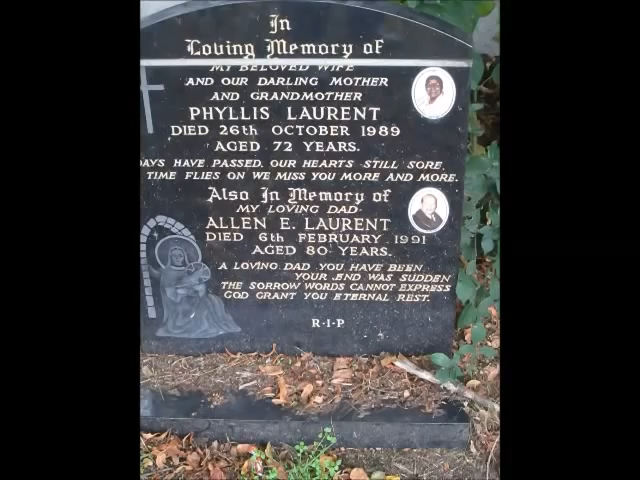 In
Loving Memory of
MY BELOVED WIFE
AND OUR DARLING MOTHER
AND GRANDMOTHER
PHYLLIS LAURENT
DIED 26th OCTOBER 1989
AGED 72 YEARS.
DAYS HAVE PASSED, OUR HEARTS STILL SORE,
TIME FLIES ON WE MISS YOU MORE AND MORE.
Also In Memory of
MY LOVING DAD
ALLEN E. LAURENT
DIED 6th FEBRUARY 1991
AGED 80 YEARS.
A LOVING DAD YOU HAVE BEEN
YOUR END WAS SUDDEN
THE SORROW WORDS CANNOT EXPRESS
GOD GRANT YOU ETERNAL REST.
R·I·P